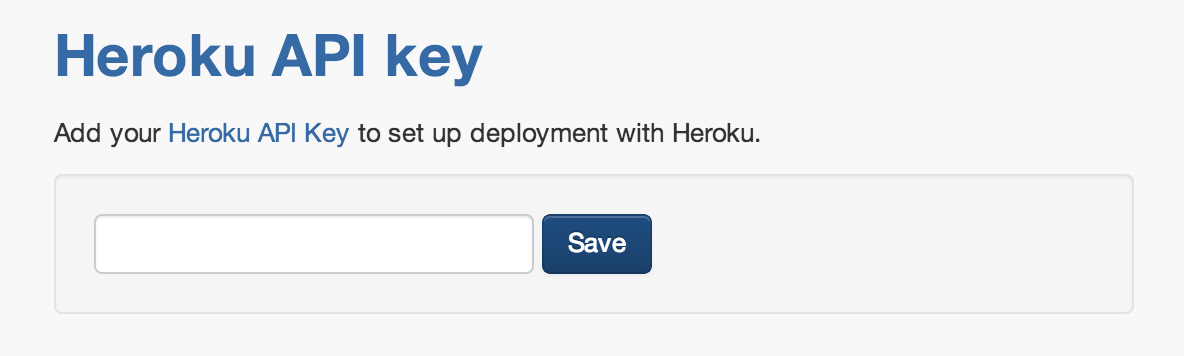 Heroku API key
Add your Heroku API Key to set up deployment with Heroku.
Save